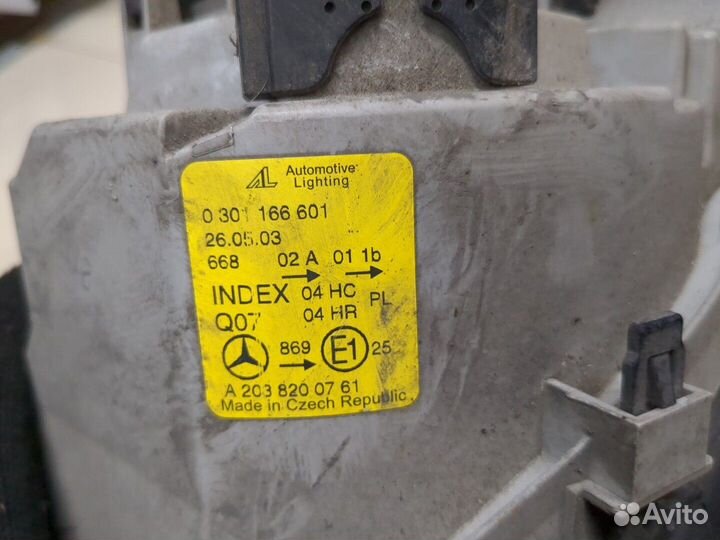 AL Automotive
Lighting
0 301 166 601
26.05.03
668 02 A 01 1b
INDEX 04 HC PL
Q07 04 HR
869 E1 25
A 203 820 07 61
Made in Czech Republic
Avito